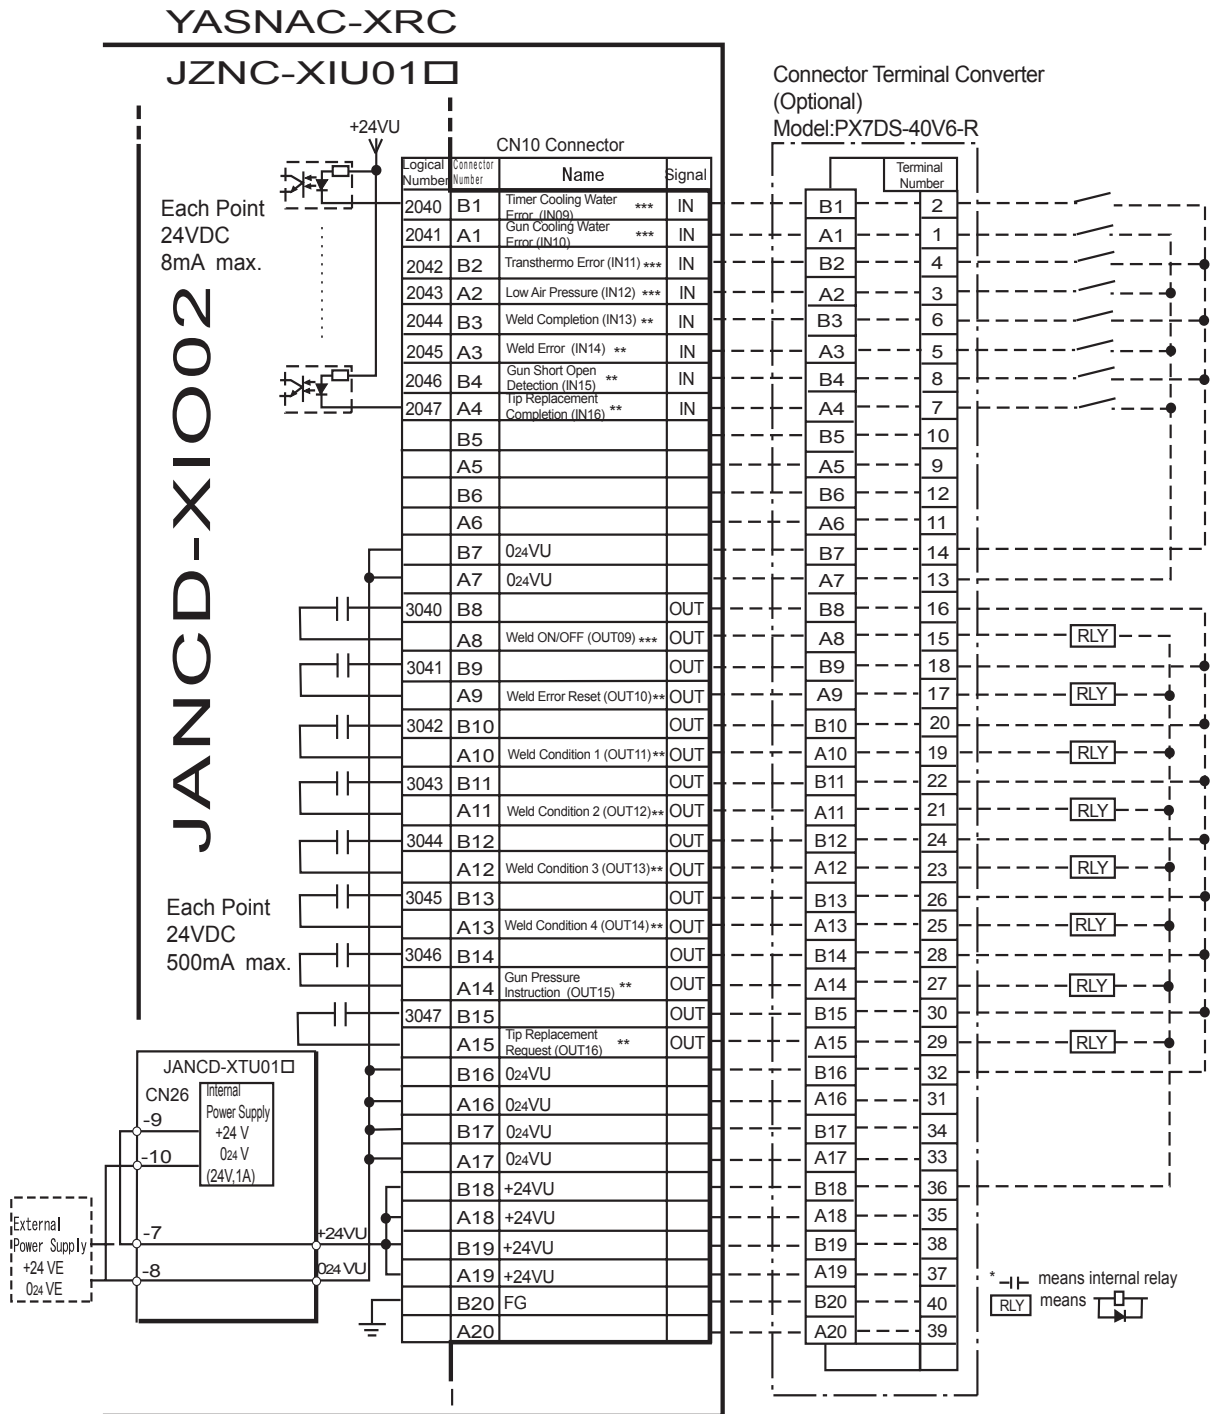 YASNAC-XRC
JZNC-XIU01□
Connector Terminal Converter
(Optional)
Model:PX7DS-40V6-R
+24VU
CN10 Connector
Logical Number Connector Number Name Signal
Terminal Number
Each Point
24VDC
8mA max.
JANCD-XIO02
2040 B1 Timer Cooling Water Error (IN09) *** IN B1 2
2041 A1 Gun Cooling Water Error (IN10) *** IN A1 1
2042 B2 Transthermo Error (IN11) *** IN B2 4
2043 A2 Low Air Pressure (IN12) *** IN A2 3
2044 B3 Weld Completion (IN13) ** IN B3 6
2045 A3 Weld Error (IN14) ** IN A3 5
2046 B4 Gun Short Open Detection (IN15) ** IN B4 8
2047 A4 Tip Replacement Completion (IN16) ** IN A4 7
B5 B5 10
A5 A5 9
B6 B6 12
A6 A6 11
B7 024VU B7 14
A7 024VU A7 13
3040 B8 OUT B8 16
A8 Weld ON/OFF (OUT09) *** OUT A8 15 RLY
3041 B9 OUT B9 18
A9 Weld Error Reset (OUT10) ** OUT A9 17 RLY
3042 B10 OUT B10 20
A10 Weld Condition 1 (OUT11) ** OUT A10 19 RLY
3043 B11 OUT B11 22
A11 Weld Condition 2 (OUT12) ** OUT A11 21 RLY
3044 B12 OUT B12 24
A12 Weld Condition 3 (OUT13) ** OUT A12 23 RLY
3045 B13 OUT B13 26
A13 Weld Condition 4 (OUT14) ** OUT A13 25 RLY
3046 B14 OUT B14 28
A14 Gun Pressure Instruction (OUT15) ** OUT A14 27 RLY
3047 B15 OUT B15 30
A15 Tip Replacement Request (OUT16) ** OUT A15 29 RLY
B16 024VU B16 32
A16 024VU A16 31
B17 024VU B17 34
A17 024VU A17 33
B18 +24VU B18 36
A18 +24VU A18 35
B19 +24VU B19 38
A19 +24VU A19 37
B20 FG B20 40
A20 A20 39
Each Point
24VDC
500mA max.
JANCD-XTU01□
CN26
Internal
Power Supply
+24 V
024 V
(24V,1A)
-9
-10
-7
-8
+24VU
024 VU
External
Power Supply
+24 VE
024 VE
* means internal relay
RLY means